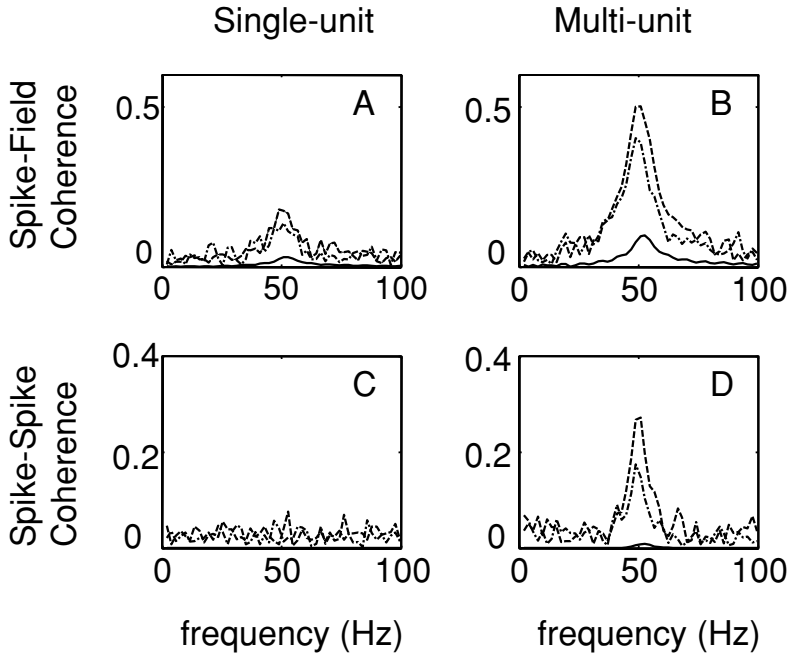 Single-unit
Multi-unit
Spike-Field
Coherence
0.5
0
A
0 50 100
0.5
0
B
0 50 100
Spike-Spike
Coherence
0.4
0.2
0
C
0 50 100
0.4
0.2
0
D
0 50 100
frequency (Hz)
frequency (Hz)